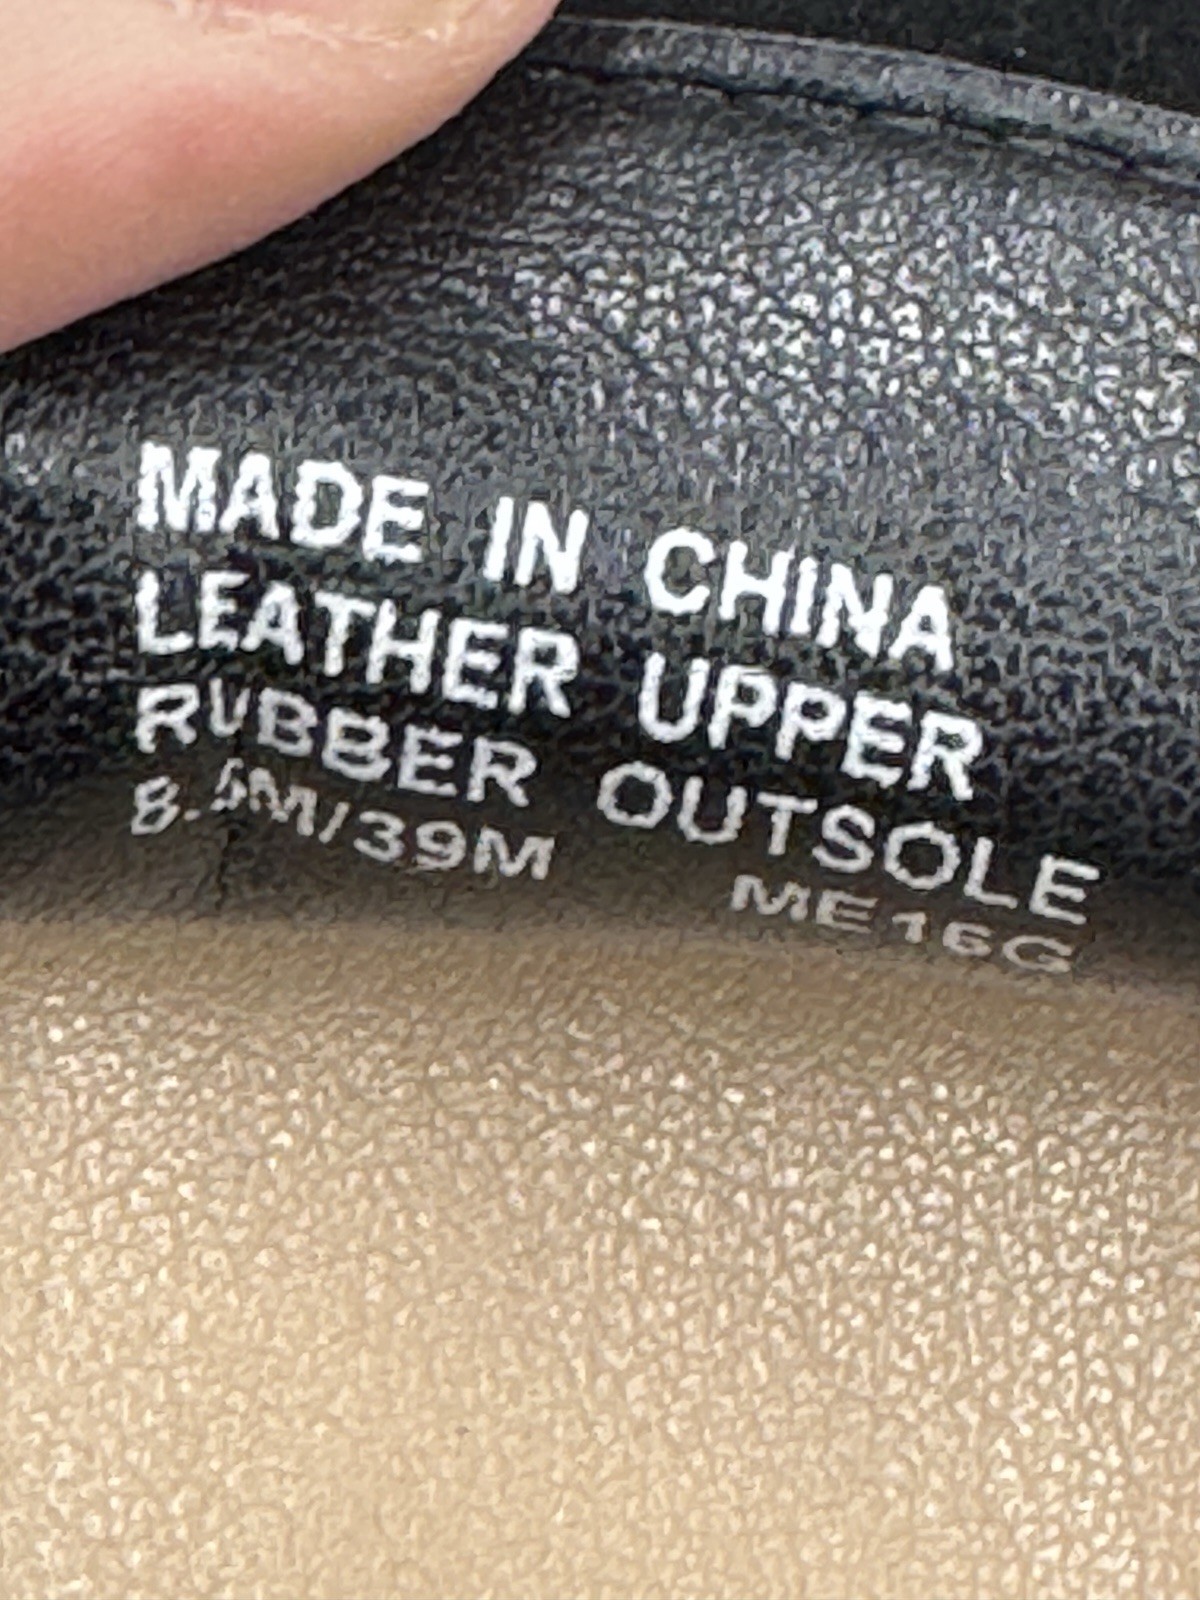 MADE IN CHINA
LEATHER UPPER
RUBBER OUTSOLE
8.5M/39M ME16G